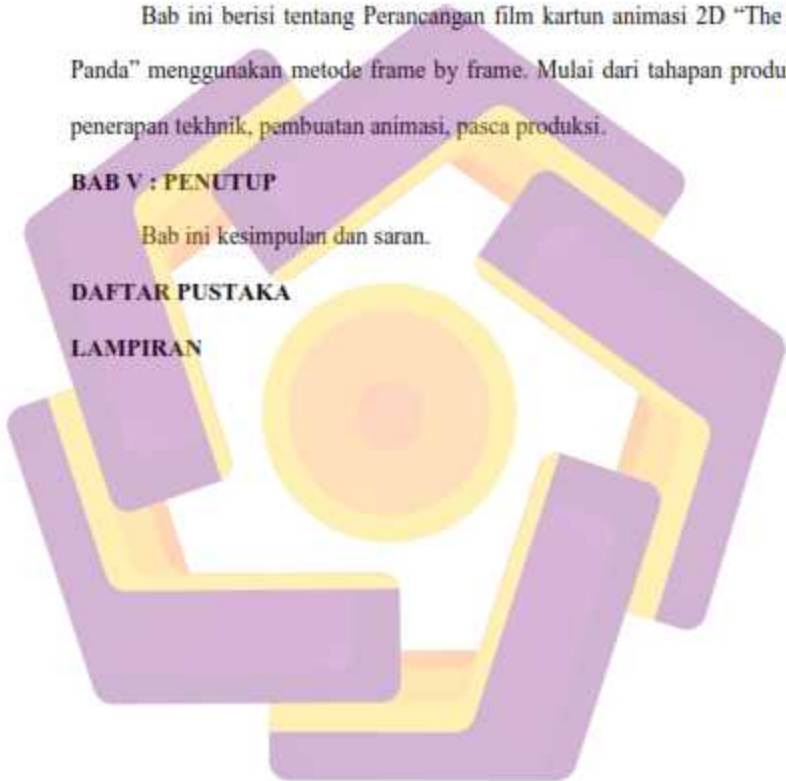 Bab ini berisi tentang Perancangan film kartun animasi 2D “The
Panda” menggunakan metode frame by frame. Mulai dari tahapan produ
penerapan tekhnik, pembuatan animasi, pasca produksi.
BAB V : PENUTUP
Bab ini kesimpulan dan saran.
DAFTAR PUSTAKA
LAMPIRAN